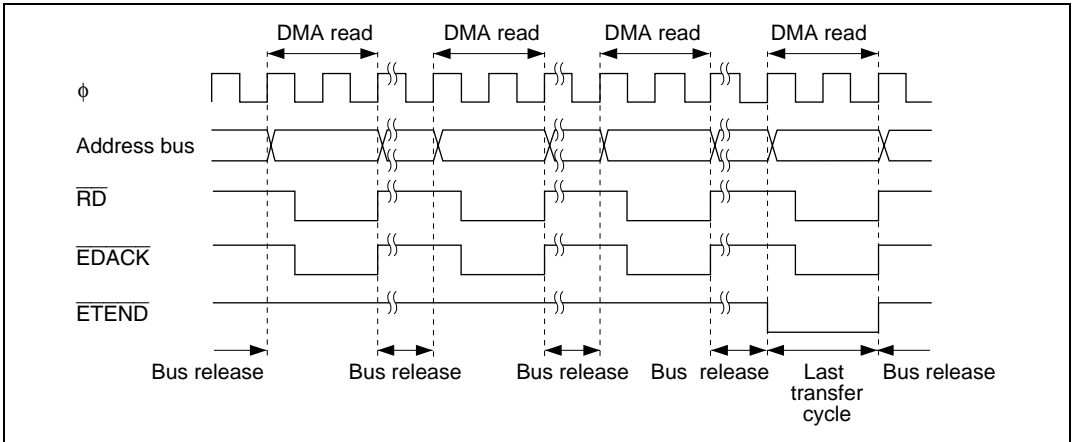 DMA read DMA read DMA read DMA read
φ
Address bus
RD
EDACK
ETEND
Bus release Bus release Bus release Bus release Last transfer cycle Bus release